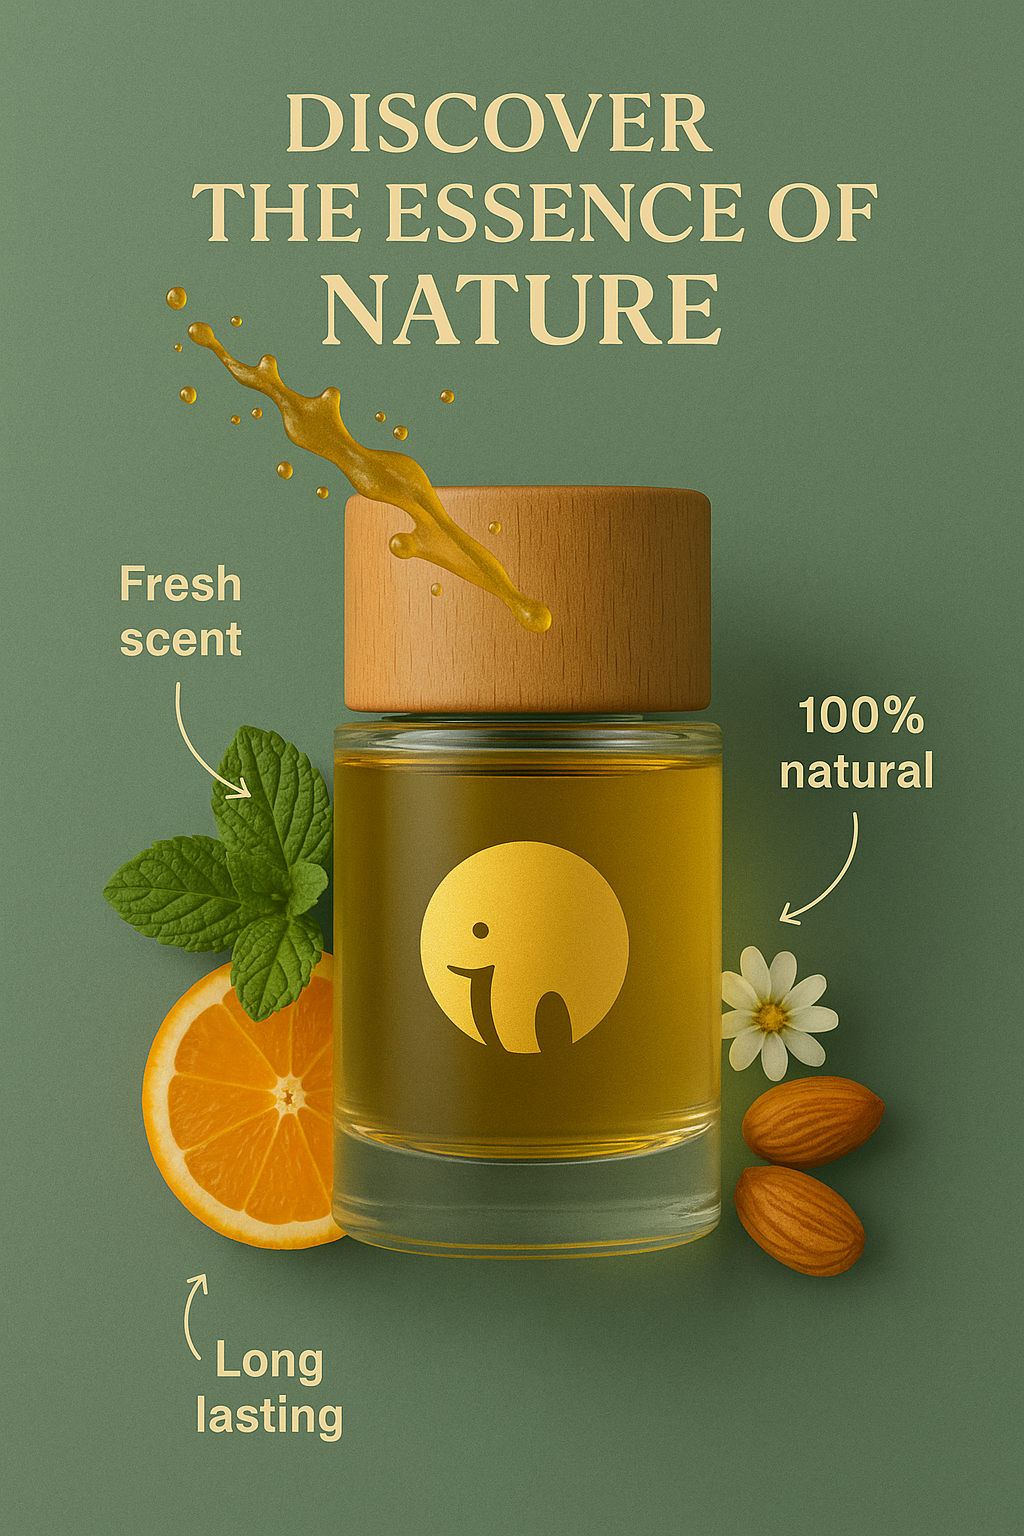 DISCOVER
THE ESSENCE OF
NATURE
Fresh
scent
100%
natural
Long
lasting